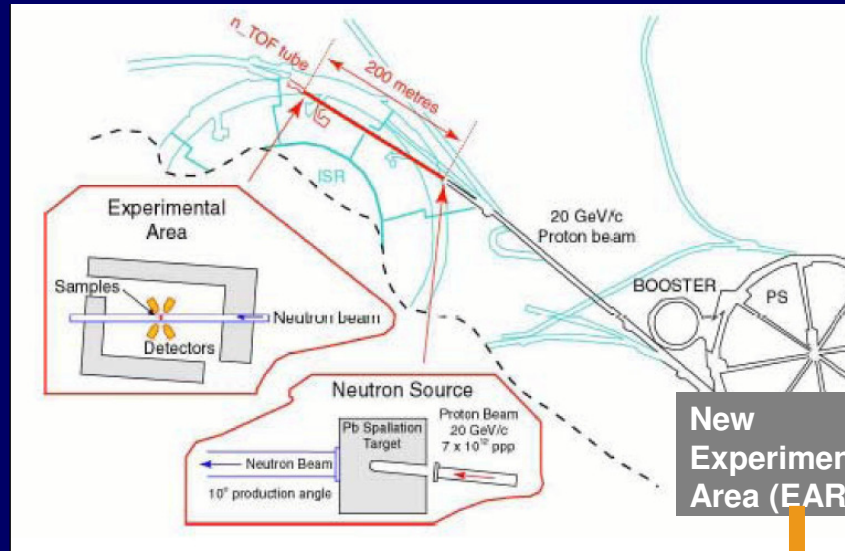 n_TOF tube
200 metres
ISR
20 GeV/c
Proton beam
BOOSTER
PS
Experimental
Area
Samples
Neutron beam
Detectors
Neutron Source
Pb Spallation
Target
Proton Beam
20 GeV/c
7 x 10¹² ppp
Neutron Beam
10° production angle
New
Experimen
Area (EAR